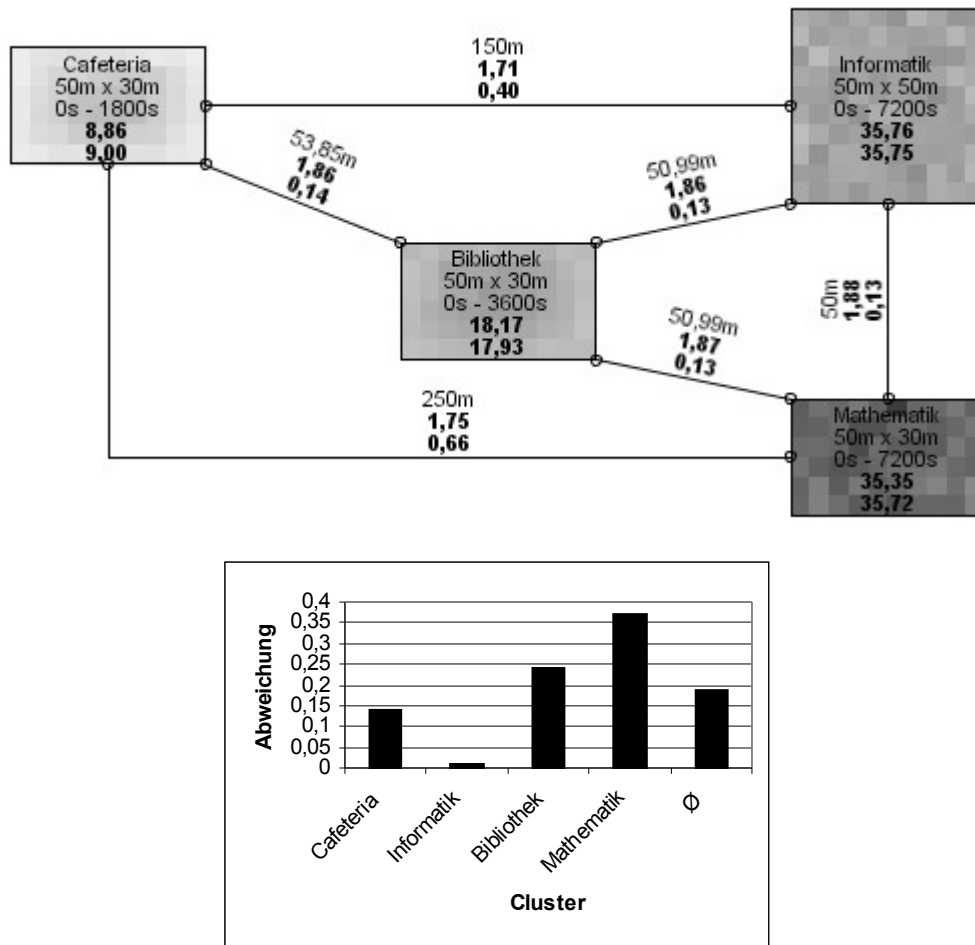 Cafeteria
50m x 30m
0s - 1800s
8,86
9,00
150m
1,71
0,40
Informatik
50m x 50m
0s - 7200s
35,76
35,75
53,85m
1,86
0,14
50,99m
1,86
0,13
Bibliothek
50m x 30m
0s - 3600s
18,17
17,93
50m
1,88
0,13
50,99m
1,87
0,13
250m
1,75
0,66
Mathematik
50m x 30m
0s - 7200s
35,35
35,72
Abweichung
0,4
0,35
0,3
0,25
0,2
0,15
0,1
0,05
0
Cafeteria
Informatik
Bibliothek
Mathematik
Φ
Cluster